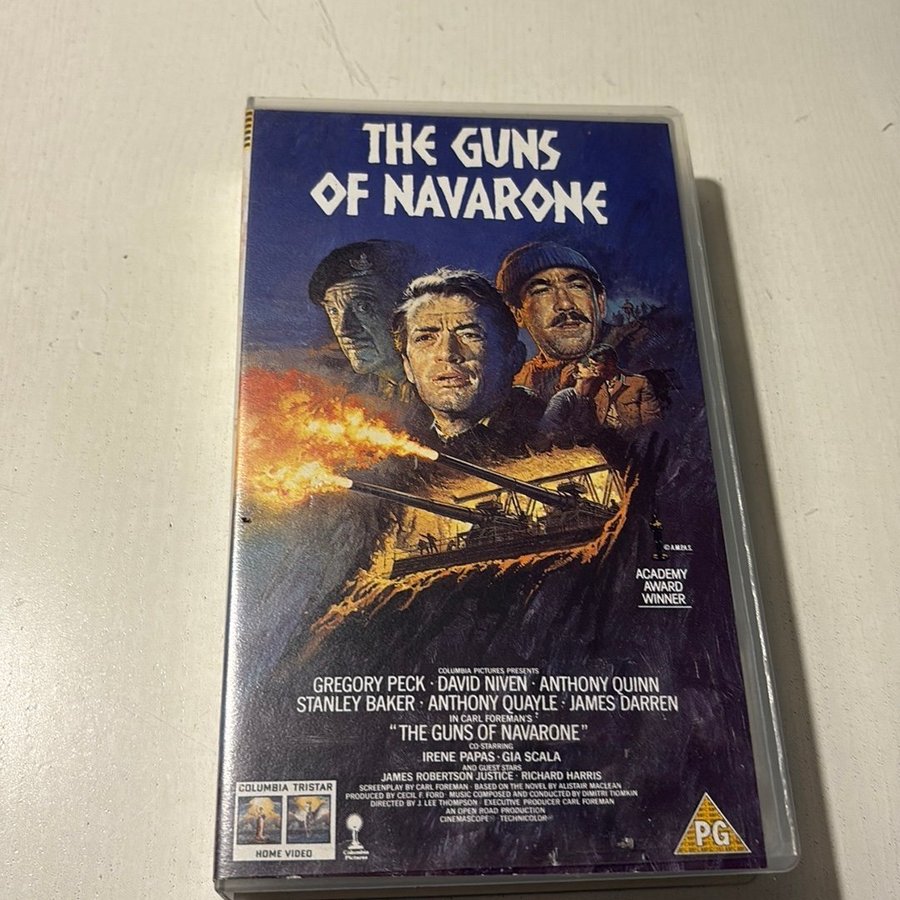 THE GUNS
OF NAVARONE
© A.M.P.A.S.
ACADEMY
AWARD
WINNER
COLUMBIA PICTURES PRESENTS
GREGORY PECK · DAVID NIVEN · ANTHONY QUINN
STANLEY BAKER · ANTHONY QUAYLE · JAMES DARREN
IN CARL FOREMAN'S
"THE GUNS OF NAVARONE"
CO-STARRING
IRENE PAPAS · GIA SCALA
AND GUEST STARS
JAMES ROBERTSON JUSTICE · RICHARD HARRIS
SCREENPLAY BY CARL FOREMAN · BASED ON THE NOVEL BY ALISTAIR MACLEAN
PRODUCED BY CECIL F. FORD · MUSIC COMPOSED AND CONDUCTED BY DIMITRI TIOMKIN
DIRECTED BY J. LEE THOMPSON · EXECUTIVE PRODUCER CARL FOREMAN
AN OPEN ROAD PRODUCTION
CINEMASCOPE TECHNICOLOR
COLUMBIA TRISTAR
HOME VIDEO
Columbia
Pictures
PG